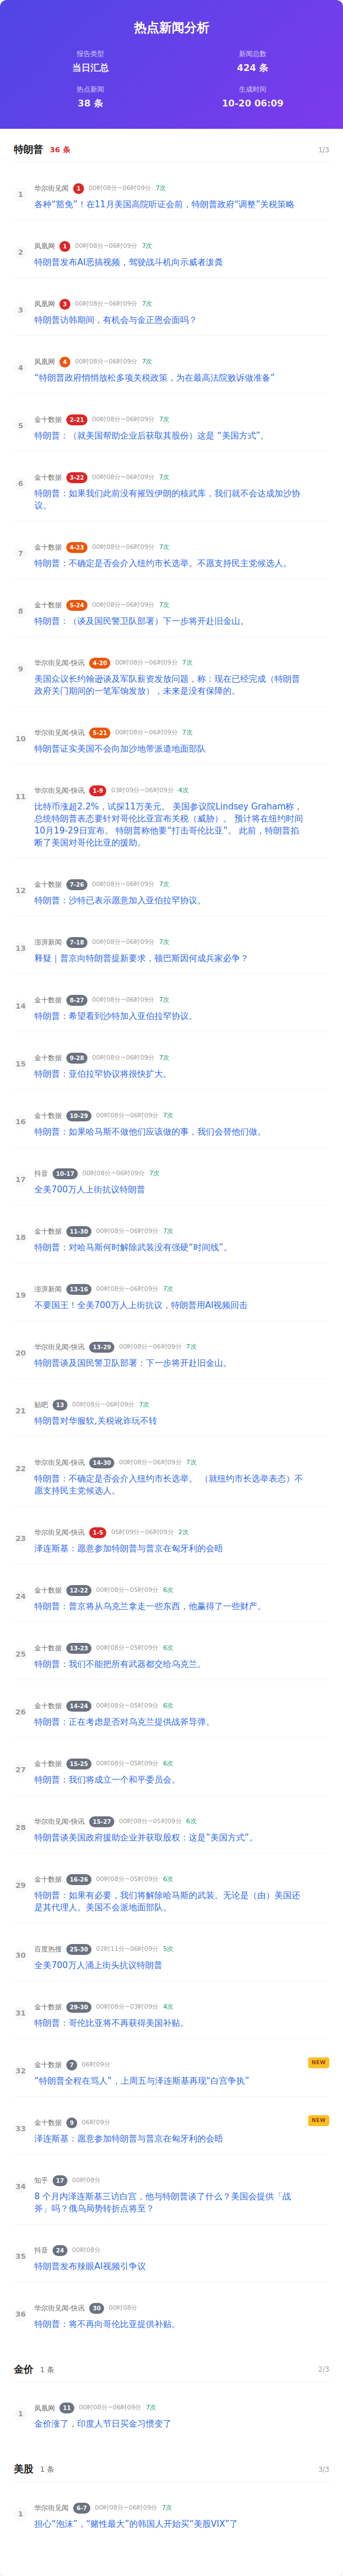 热点新闻分析
报告类型
当日汇总
新闻总数
424 条
热点新闻
38 条
生成时间
10-20 06:09
特朗普 36 条 1/3
1
华尔街见闻 1 00时08分~06时09分 7次
各种“豁免”！在11月美国高院听证会前，特朗普政府“调整”关税策略
2
凤凰网 1 00时08分~06时09分 7次
特朗普发布AI恶搞视频，驾驶战斗机向示威者泼粪
3
凤凰网 3 00时08分~06时09分 7次
特朗普访韩期间，有机会与金正恩会面吗？
4
凤凰网 4 00时08分~06时09分 7次
“特朗普政府悄悄放松多项关税政策，为在最高法院败诉做准备”
5
金十数据 2-21 00时08分~06时09分 7次
特朗普：（就美国帮助企业后获取其股份）这是 “美国方式”。
6
金十数据 3-22 00时08分~06时09分 7次
特朗普：如果我们此前没有摧毁伊朗的核武库，我们就不会达成加沙协
议。
7
金十数据 4-23 00时08分~06时09分 7次
特朗普：不确定是否会介入纽约市长选举。不愿支持民主党候选人。
8
金十数据 5-24 00时08分~06时09分 7次
特朗普：（谈及国民警卫队部署）下一步将开赴旧金山。
9
华尔街见闻-快讯 4-20 00时08分~06时09分 7次
美国众议长约翰逊谈及军队薪资发放问题，称：现在已经完成（特朗普
政府关门期间的一笔军饷发放），未来是没有保障的。
10
华尔街见闻-快讯 5-21 00时08分~06时09分 7次
特朗普证实美国不会向加沙地带派遣地面部队
11
华尔街见闻-快讯 1-9 03时09分~06时09分 4次
比特币涨超2.2%，试探11万美元。 美国参议院Lindsey Graham称，
总统特朗普表态要针对哥伦比亚宣布关税（威胁）。 预计将在纽约时间
10月19-29日宣布。 特朗普称他要“打击哥伦比亚”。 此前，特朗普掐
断了美国对哥伦比亚的援助。
12
金十数据 7-26 00时08分~06时09分 7次
特朗普：沙特已表示愿意加入亚伯拉罕协议。
13
澎湃新闻 7-18 00时08分~06时09分 7次
释疑｜普京向特朗普提新要求，顿巴斯因何成兵家必争？
14
金十数据 8-27 00时08分~06时09分 7次
特朗普：希望看到沙特加入亚伯拉罕协议。
15
金十数据 9-28 00时08分~06时09分 7次
特朗普：亚伯拉罕协议将很快扩大。
16
金十数据 10-29 00时08分~06时09分 7次
特朗普：如果哈马斯不做他们应该做的事，我们会替他们做。
17
抖音 10-17 00时08分~06时09分 7次
全美700万人上街抗议特朗普
18
金十数据 11-30 00时08分~06时09分 7次
特朗普：对哈马斯何时解除武装没有强硬“时间线”。
19
澎湃新闻 13-16 00时08分~06时09分 7次
不要国王！全美700万人上街抗议，特朗普用AI视频回击
20
华尔街见闻-快讯 13-29 00时08分~06时09分 7次
特朗普谈及国民警卫队部署：下一步将开赴旧金山。
21
贴吧 13 00时08分~06时09分 7次
特朗普对华服软,关税讹诈玩不转
22
华尔街见闻-快讯 14-30 00时08分~06时09分 7次
特朗普：不确定是否会介入纽约市长选举。 （就纽约市长选举表态）不
愿支持民主党候选人。
23
华尔街见闻-快讯 1-5 05时09分~06时09分 2次
泽连斯基：愿意参加特朗普与普京在匈牙利的会晤
24
金十数据 12-22 00时08分~05时09分 6次
特朗普：普京将从乌克兰拿走一些东西，他赢得了一些财产。
25
金十数据 13-23 00时08分~05时09分 6次
特朗普：我们不能把所有武器都交给乌克兰。
26
金十数据 14-24 00时08分~05时09分 6次
特朗普：正在考虑是否对乌克兰提供战斧导弹。
27
金十数据 15-25 00时08分~05时09分 6次
特朗普：我们将成立一个和平委员会。
28
华尔街见闻-快讯 15-27 00时08分~05时09分 6次
特朗普谈美国政府援助企业并获取股权：这是“美国方式”。
29
金十数据 16-26 00时08分~05时09分 6次
特朗普：如果有必要，我们将解除哈马斯的武装。无论是（由）美国还
是其代理人。美国不会派地面部队。
30
百度热搜 25-30 02时11分~06时09分 5次
全美700万人涌上街头抗议特朗普
31
金十数据 29-30 00时08分~03时09分 4次
特朗普：哥伦比亚将不再获得美国补贴。
32
金十数据 7 06时09分 NEW
“特朗普全程在骂人”，上周五与泽连斯基再现“白宫争执”
33
金十数据 9 06时09分 NEW
泽连斯基：愿意参加特朗普与普京在匈牙利的会晤
34
知乎 17 00时08分
8 个月内泽连斯基三访白宫，他与特朗普谈了什么？美国会提供「战
斧」吗？俄乌局势转折点将至？
35
抖音 24 00时08分
特朗普发布辣眼AI视频引争议
36
华尔街见闻-快讯 30 00时08分
特朗普：将不再向哥伦比亚提供补贴。
金价 1 条 2/3
1
凤凰网 11 00时08分~06时09分 7次
金价涨了，印度人节日买金习惯变了
美股 1 条 3/3
1
华尔街见闻 6-7 00时08分~06时09分 7次
担心“泡沫”，“赌性最大”的韩国人开始买“美股VIX”了